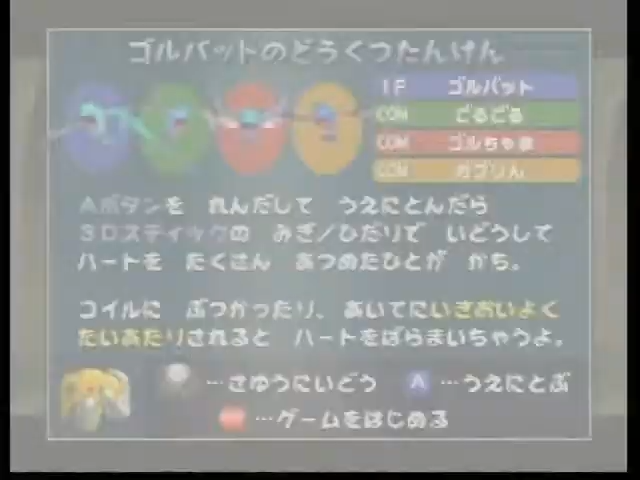 ゴルバットのどうくつたんけん
1P ゴルバット
COM どるどる
COM ゴルちゃま
COM ガブリん
Aボタンを れんだして うえにとんだら
3Dスティックの みぎ/ひだりで いどうして
ハートを たくさん あつめたひとが かち。
コイルに ぶつかったり、あいてにいきおいよく
たいあたりされると ハートをばらまいちゃうよ。
…さゆうにいどう A…うえにとぶ
…ゲームをはじめる